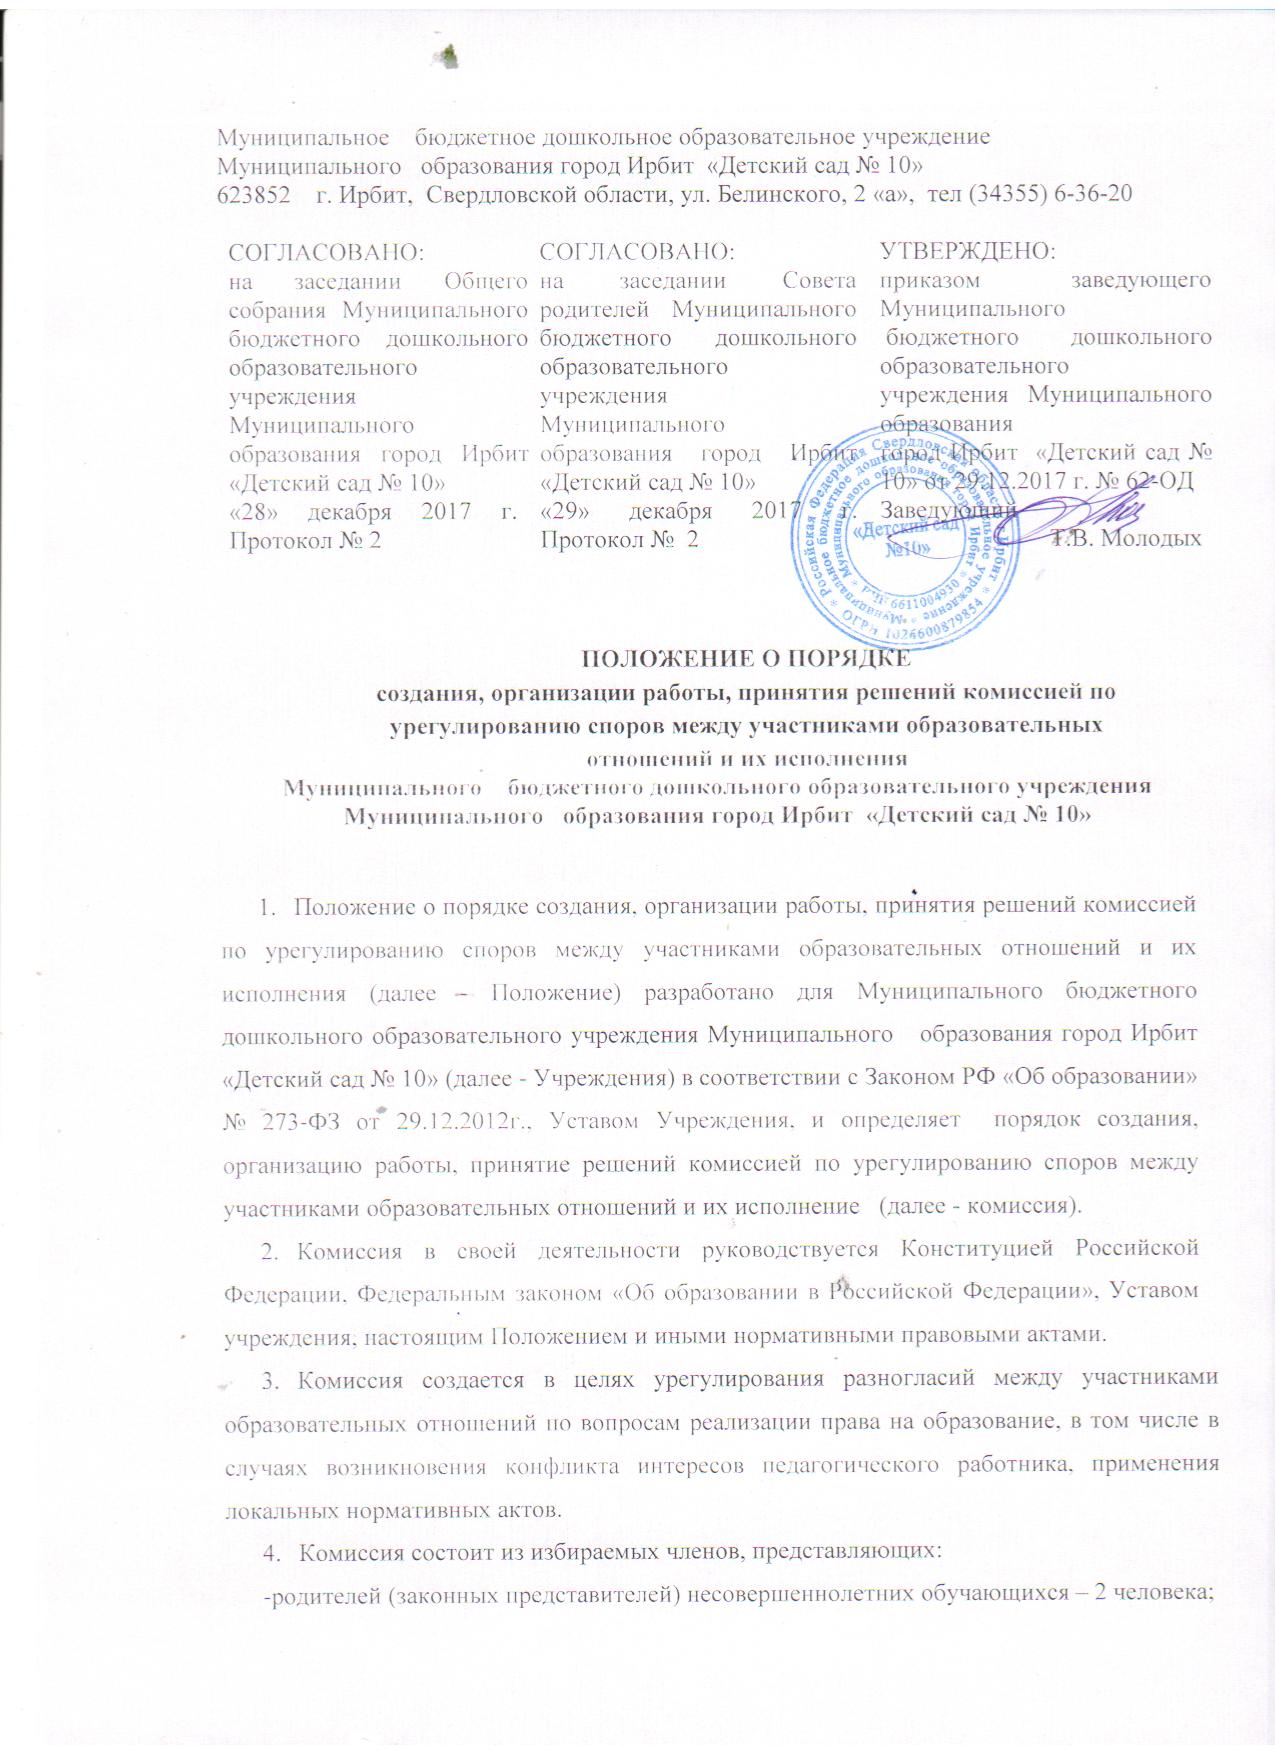 Муниципальное бюджетное дошкольное образовательное учреждение
Муниципального образования город Ирбит «Детский сад № 10»
623852 г. Ирбит, Свердловской области, ул. Белинского, 2 «а», тел (34355) 6-36-20
СОГЛАСОВАНО:
на заседании Общего
собрания Муниципального
бюджетного дошкольного
образовательного
учреждения
Муниципального
образования город Ирбит
«Детский сад № 10»
«28» декабря 2017 г.
Протокол № 2
СОГЛАСОВАНО:
на заседании Совета
родителей Муниципального
бюджетного дошкольного
образовательного
учреждения
Муниципального
образования город Ирбит
«Детский сад № 10»
«29» декабря 2017 г.
Протокол № 2
УТВЕРЖДЕНО:
приказом заведующего
Муниципального
бюджетного дошкольного
образовательного
учреждения Муниципального
образования
город Ирбит «Детский сад №
10» от 29.12.2017 г. № 62-ОД
Заведующий
Т.В. Молодых
«Детский сад
№10»
ОГРН 1026600879854
6611004930
ПОЛОЖЕНИЕ О ПОРЯДКЕ
создания, организации работы, принятия решений комиссией по
урегулированию споров между участниками образовательных
отношений и их исполнения
Муниципального бюджетного дошкольного образовательного учреждения
Муниципального образования город Ирбит «Детский сад № 10»
1. Положение о порядке создания, организации работы, принятия решений комиссией
по урегулированию споров между участниками образовательных отношений и их
исполнения (далее – Положение) разработано для Муниципального бюджетного
дошкольного образовательного учреждения Муниципального образования город Ирбит
«Детский сад № 10» (далее - Учреждения) в соответствии с Законом РФ «Об образовании»
№ 273-ФЗ от 29.12.2012г., Уставом Учреждения, и определяет порядок создания,
организацию работы, принятие решений комиссией по урегулированию споров между
участниками образовательных отношений и их исполнение (далее - комиссия).
2. Комиссия в своей деятельности руководствуется Конституцией Российской
Федерации, Федеральным законом «Об образовании в Российской Федерации», Уставом
учреждения, настоящим Положением и иными нормативными правовыми актами.
3. Комиссия создается в целях урегулирования разногласий между участниками
образовательных отношений по вопросам реализации права на образование, в том числе в
случаях возникновения конфликта интересов педагогического работника, применения
локальных нормативных актов.
4. Комиссия состоит из избираемых членов, представляющих:
-родителей (законных представителей) несовершеннолетних обучающихся – 2 человека;